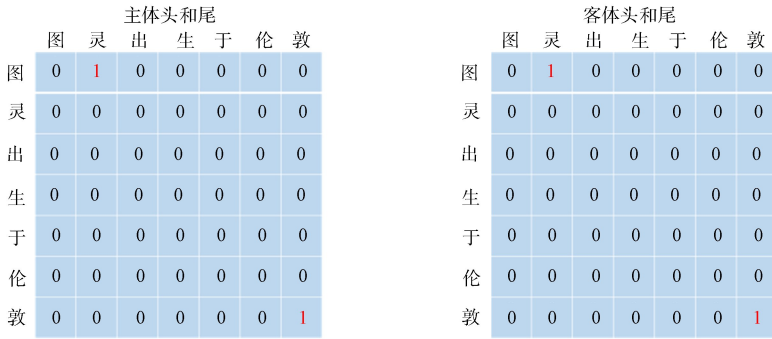 主体头和尾 客体头和尾
图 灵 出 生 于 伦 敦 图 灵 出 生 于 伦 敦
图 0 1 0 0 0 0 0 图 0 1 0 0 0 0 0
灵 0 0 0 0 0 0 0 灵 0 0 0 0 0 0 0
出 0 0 0 0 0 0 0 出 0 0 0 0 0 0 0
生 0 0 0 0 0 0 0 生 0 0 0 0 0 0 0
于 0 0 0 0 0 0 0 于 0 0 0 0 0 0 0
伦 0 0 0 0 0 0 0 伦 0 0 0 0 0 0 0
敦 0 0 0 0 0 0 1 敦 0 0 0 0 0 0 1